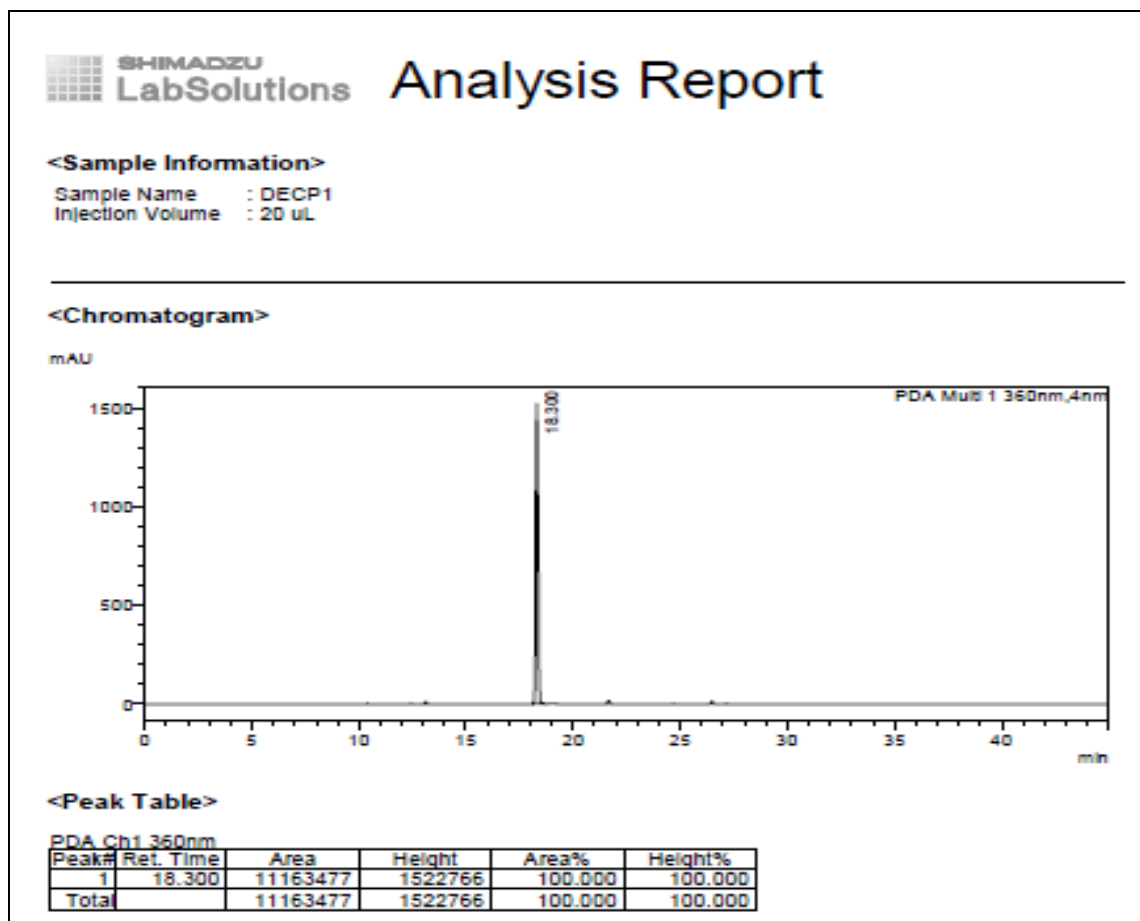 SHIMADZU
LabSolutions Analysis Report
<Sample Information>
Sample Name : DECP1
Injection Volume : 20 uL
<Chromatogram>
mAU
PDA Multi 1 360nm,4nm
18.300
1500
1000
500
0
0 5 10 15 20 25 30 35 40
min
<Peak Table>
PDA Ch1 360nm
Peak# Ret. Time Area Height Area% Height%
1 18.300 11163477 1522766 100.000 100.000
Total 11163477 1522766 100.000 100.000